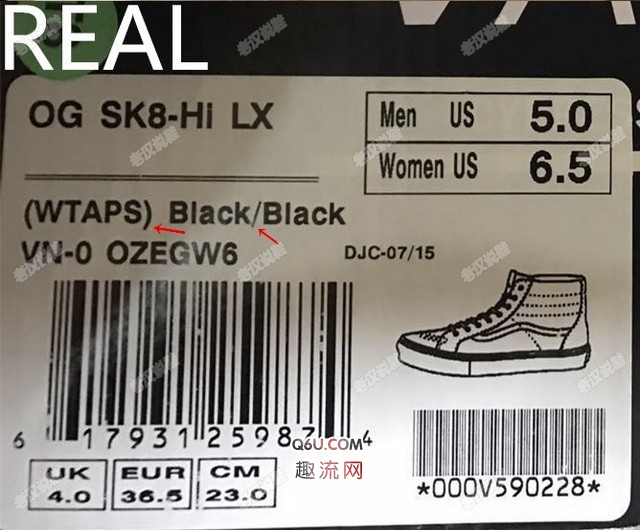 REAL
VA
OG SK8-Hi LX
Men US 5.0
Women US 6.5
(WTAPS) Black/Black
VN-0 OZEGW6
DJC-07/15
6 17931 25987 4
Q6U.COM
趣流网
*000V590228*
UK EUR CM
4.0 36.5 23.0